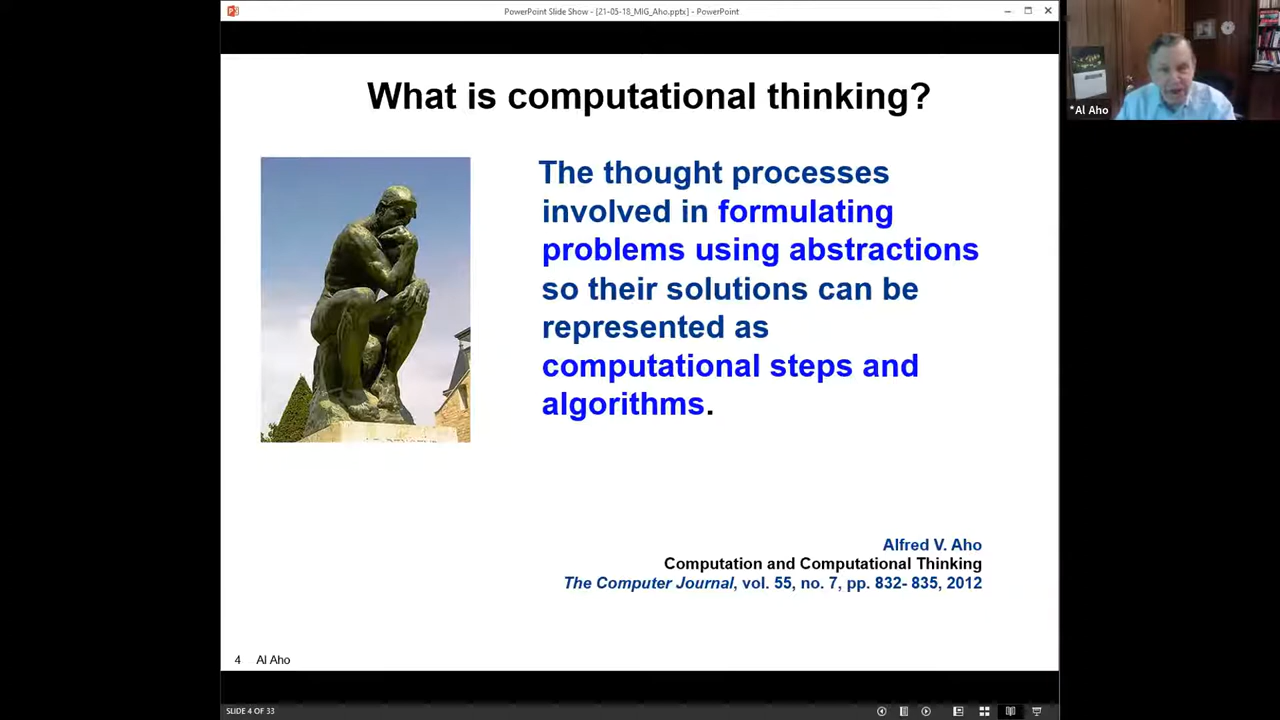 PowerPoint Slide Show - [21-05-18_MIG_Aho.pptx] - PowerPoint
What is computational thinking?
The thought processes
involved in formulating
problems using abstractions
so their solutions can be
represented as
computational steps and
algorithms.
Alfred V. Aho
Computation and Computational Thinking
The Computer Journal, vol. 55, no. 7, pp. 832- 835, 2012
4 Al Aho
SLIDE 4 OF 33
*Al Aho